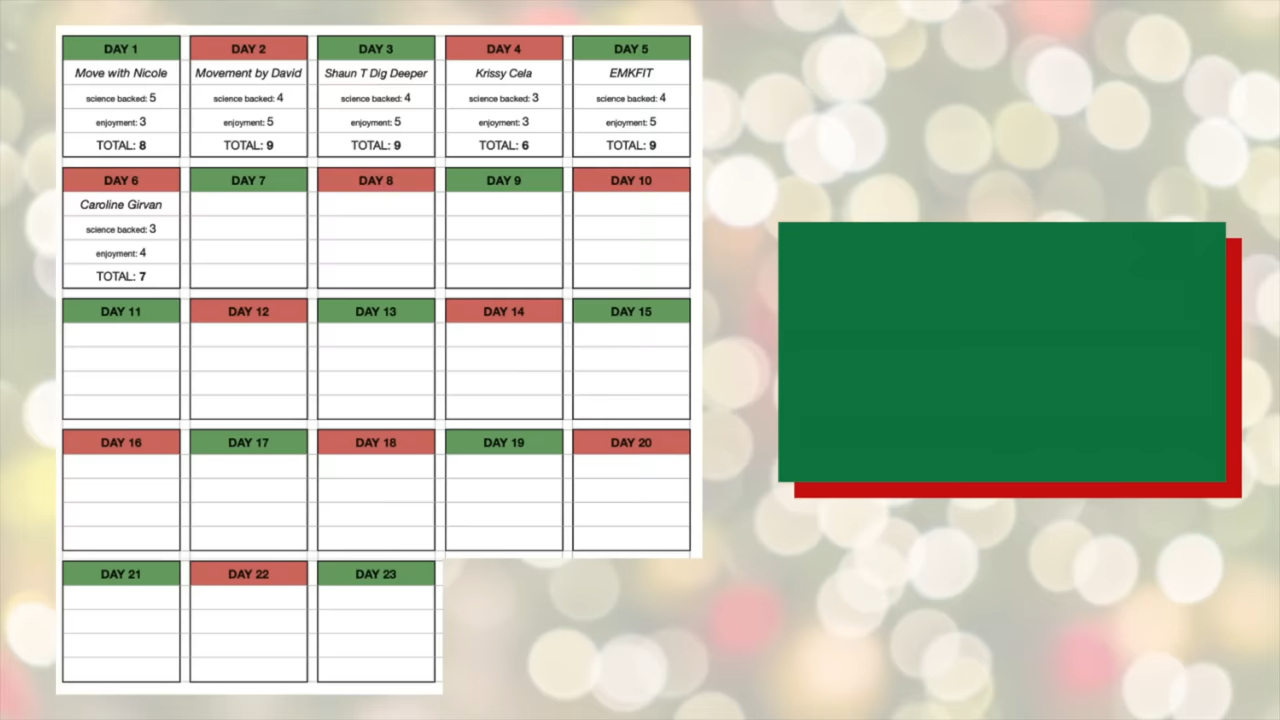 DAY 1
Move with Nicole
science backed: 5
enjoyment: 3
TOTAL: 8
DAY 2
Movement by David
science backed: 4
enjoyment: 5
TOTAL: 9
DAY 3
Shaun T Dig Deeper
science backed: 4
enjoyment: 5
TOTAL: 9
DAY 4
Krissy Cela
science backed: 3
enjoyment: 3
TOTAL: 6
DAY 5
EMKFIT
science backed: 4
enjoyment: 5
TOTAL: 9
DAY 6
Caroline Girvan
science backed: 3
enjoyment: 4
TOTAL: 7
DAY 7
DAY 8
DAY 9
DAY 10
DAY 11
DAY 12
DAY 13
DAY 14
DAY 15
DAY 16
DAY 17
DAY 18
DAY 19
DAY 20
DAY 21
DAY 22
DAY 23